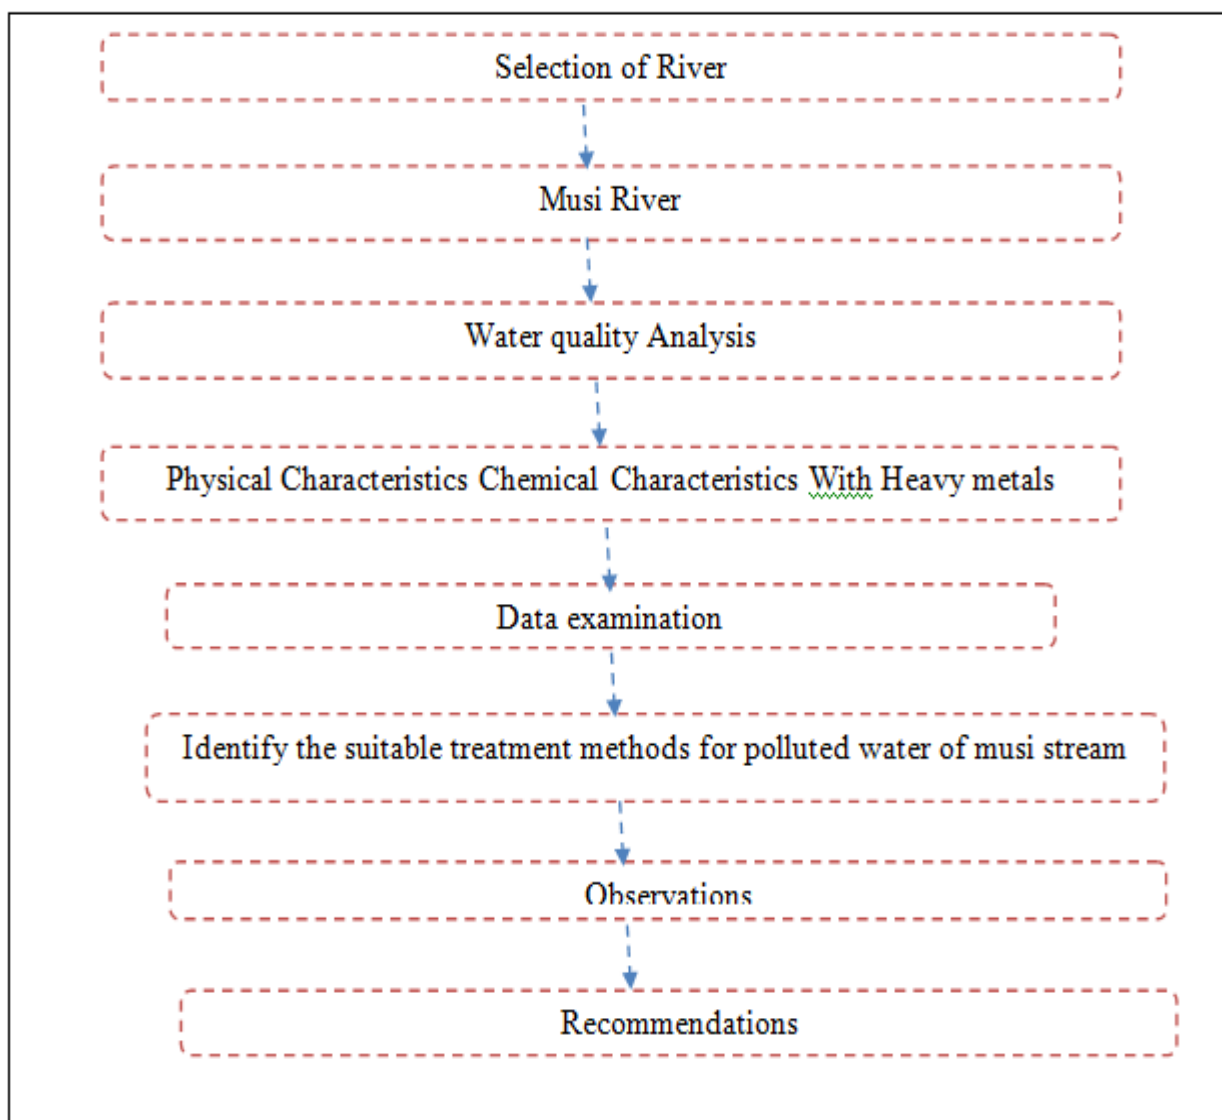 Selection of River
Musi River
Water quality Analysis
Physical Characteristics Chemical Characteristics With Heavy metals
Data examination
Identify the suitable treatment methods for polluted water of musi stream
Observations
Recommendations